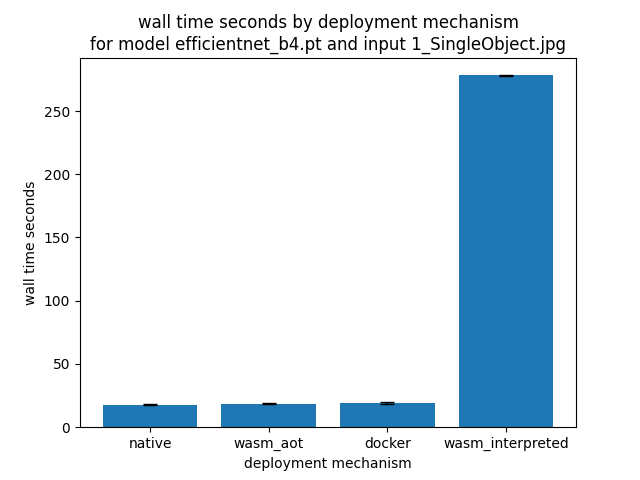 wall time seconds by deployment mechanism
for model efficientnet_b4.pt and input 1_SingleObject.jpg
wall time seconds
250
200
150
100
50
0
native
wasm_aot
docker
wasm_interpreted
deployment mechanism